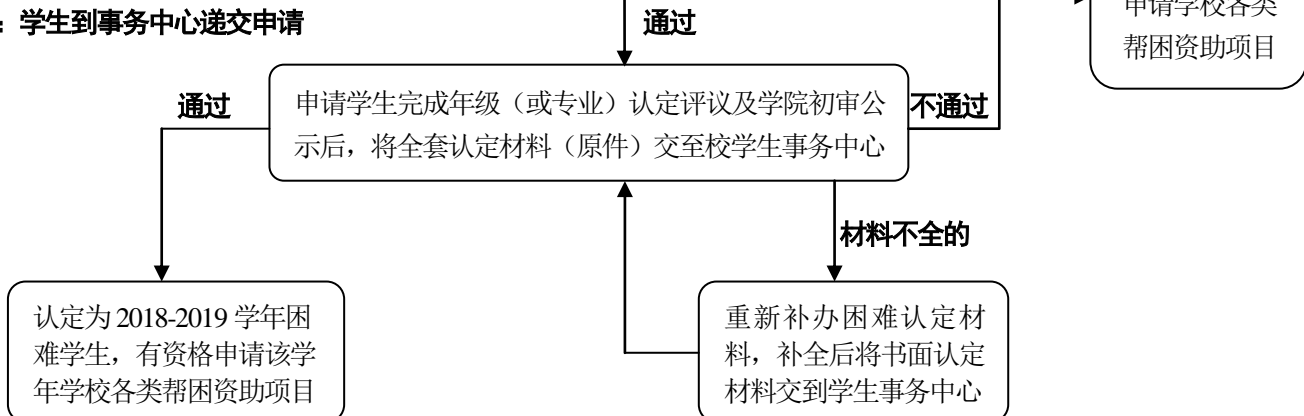 申请学校各类
帮困资助项目
：学生到事务中心递交申请
通过
通过
申请学生完成年级（或专业）认定评议及学院初审公
示后，将全套认定材料（原件）交至校学生事务中心
不通过
材料不全的
认定为 2018-2019 学年困
难学生，有资格申请该学
年学校各类帮困资助项目
重新补办困难认定材
料，补全后将书面认定
材料交到学生事务中心